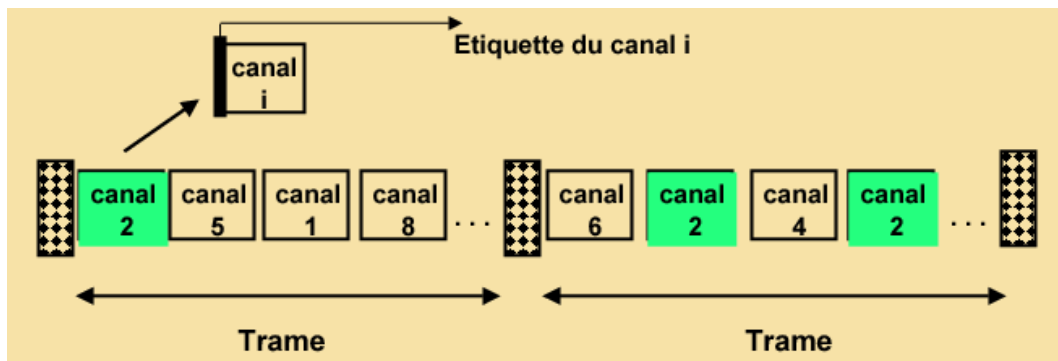 Etiquette du canal i
canal
i
canal
2
canal
5
canal
1
canal
8
. . .
canal
6
canal
2
canal
4
canal
2
. . .
Trame
Trame